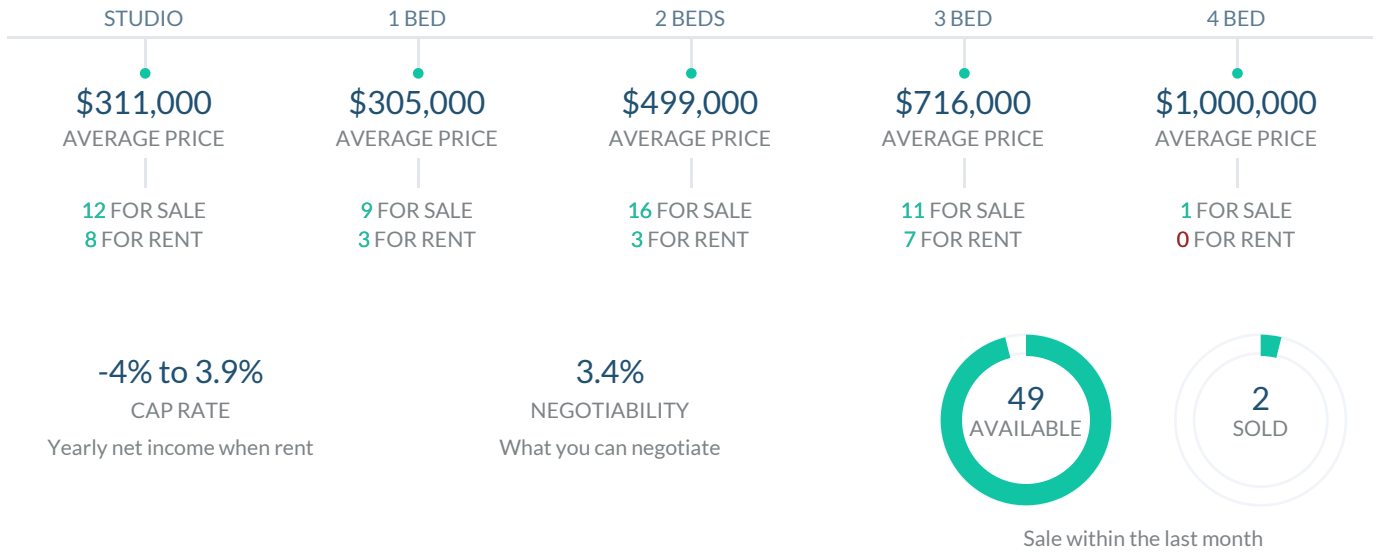 STUDIO
1 BED
2 BEDS
3 BED
4 BED
$311,000
AVERAGE PRICE
12 FOR SALE
8 FOR RENT
$305,000
AVERAGE PRICE
9 FOR SALE
3 FOR RENT
$499,000
AVERAGE PRICE
16 FOR SALE
3 FOR RENT
$716,000
AVERAGE PRICE
11 FOR SALE
7 FOR RENT
$1,000,000
AVERAGE PRICE
1 FOR SALE
0 FOR RENT
-4% to 3.9%
CAP RATE
Yearly net income when rent
3.4%
NEGOTIABILITY
What you can negotiate
49
AVAILABLE
2
SOLD
Sale within the last month